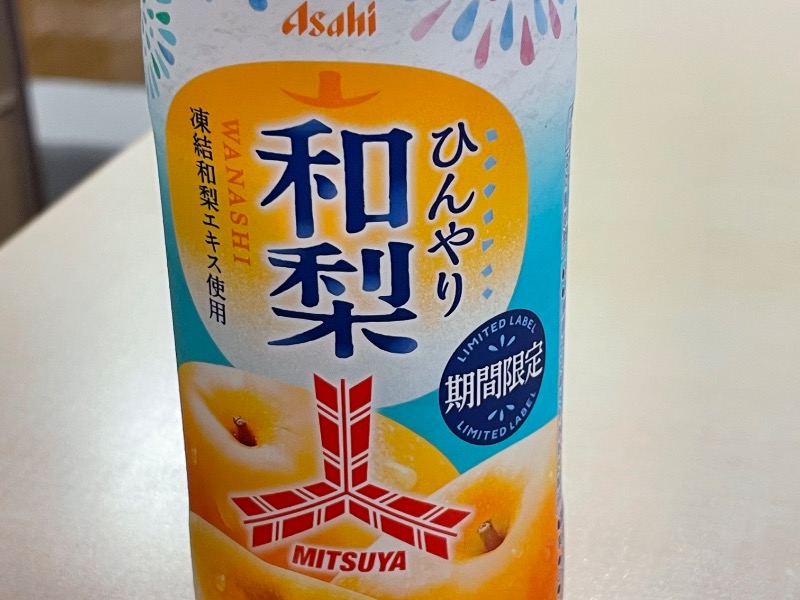 Asahi
ひんやり
和梨
WANASHI
凍結和梨エキス使用
LIMITED LABEL
期間限定
LIMITED LABEL
MITSUYA